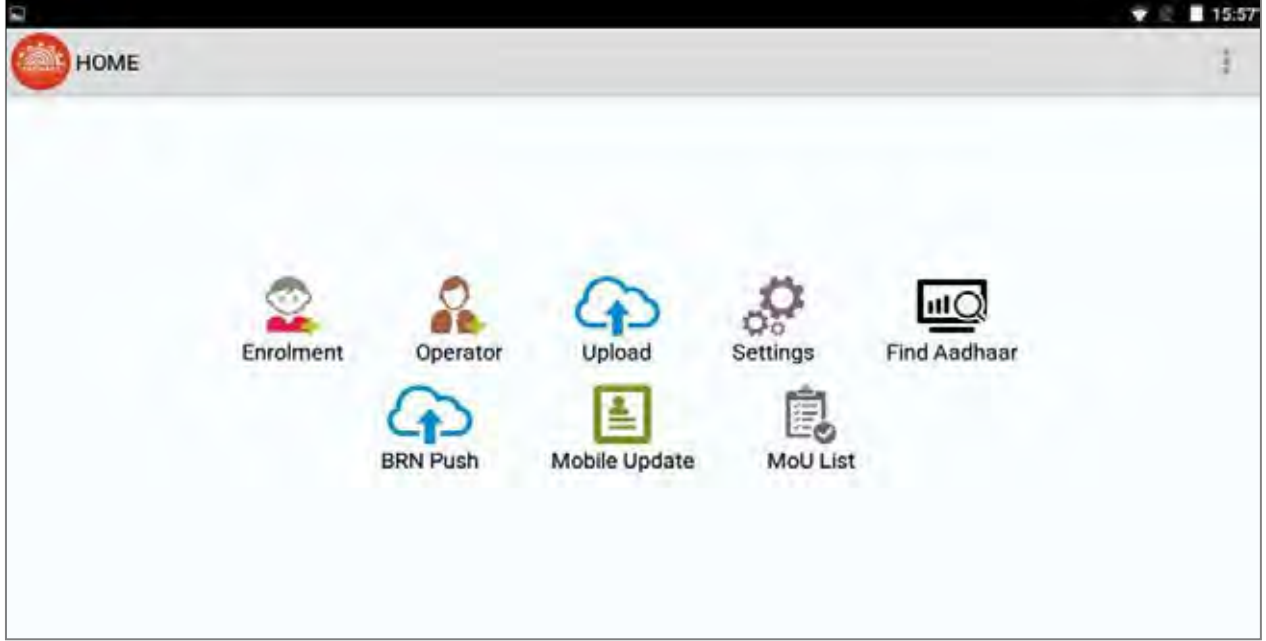 15:57
HOME
Enrolment Operator Upload Settings Find Aadhaar
BRN Push Mobile Update MoU List